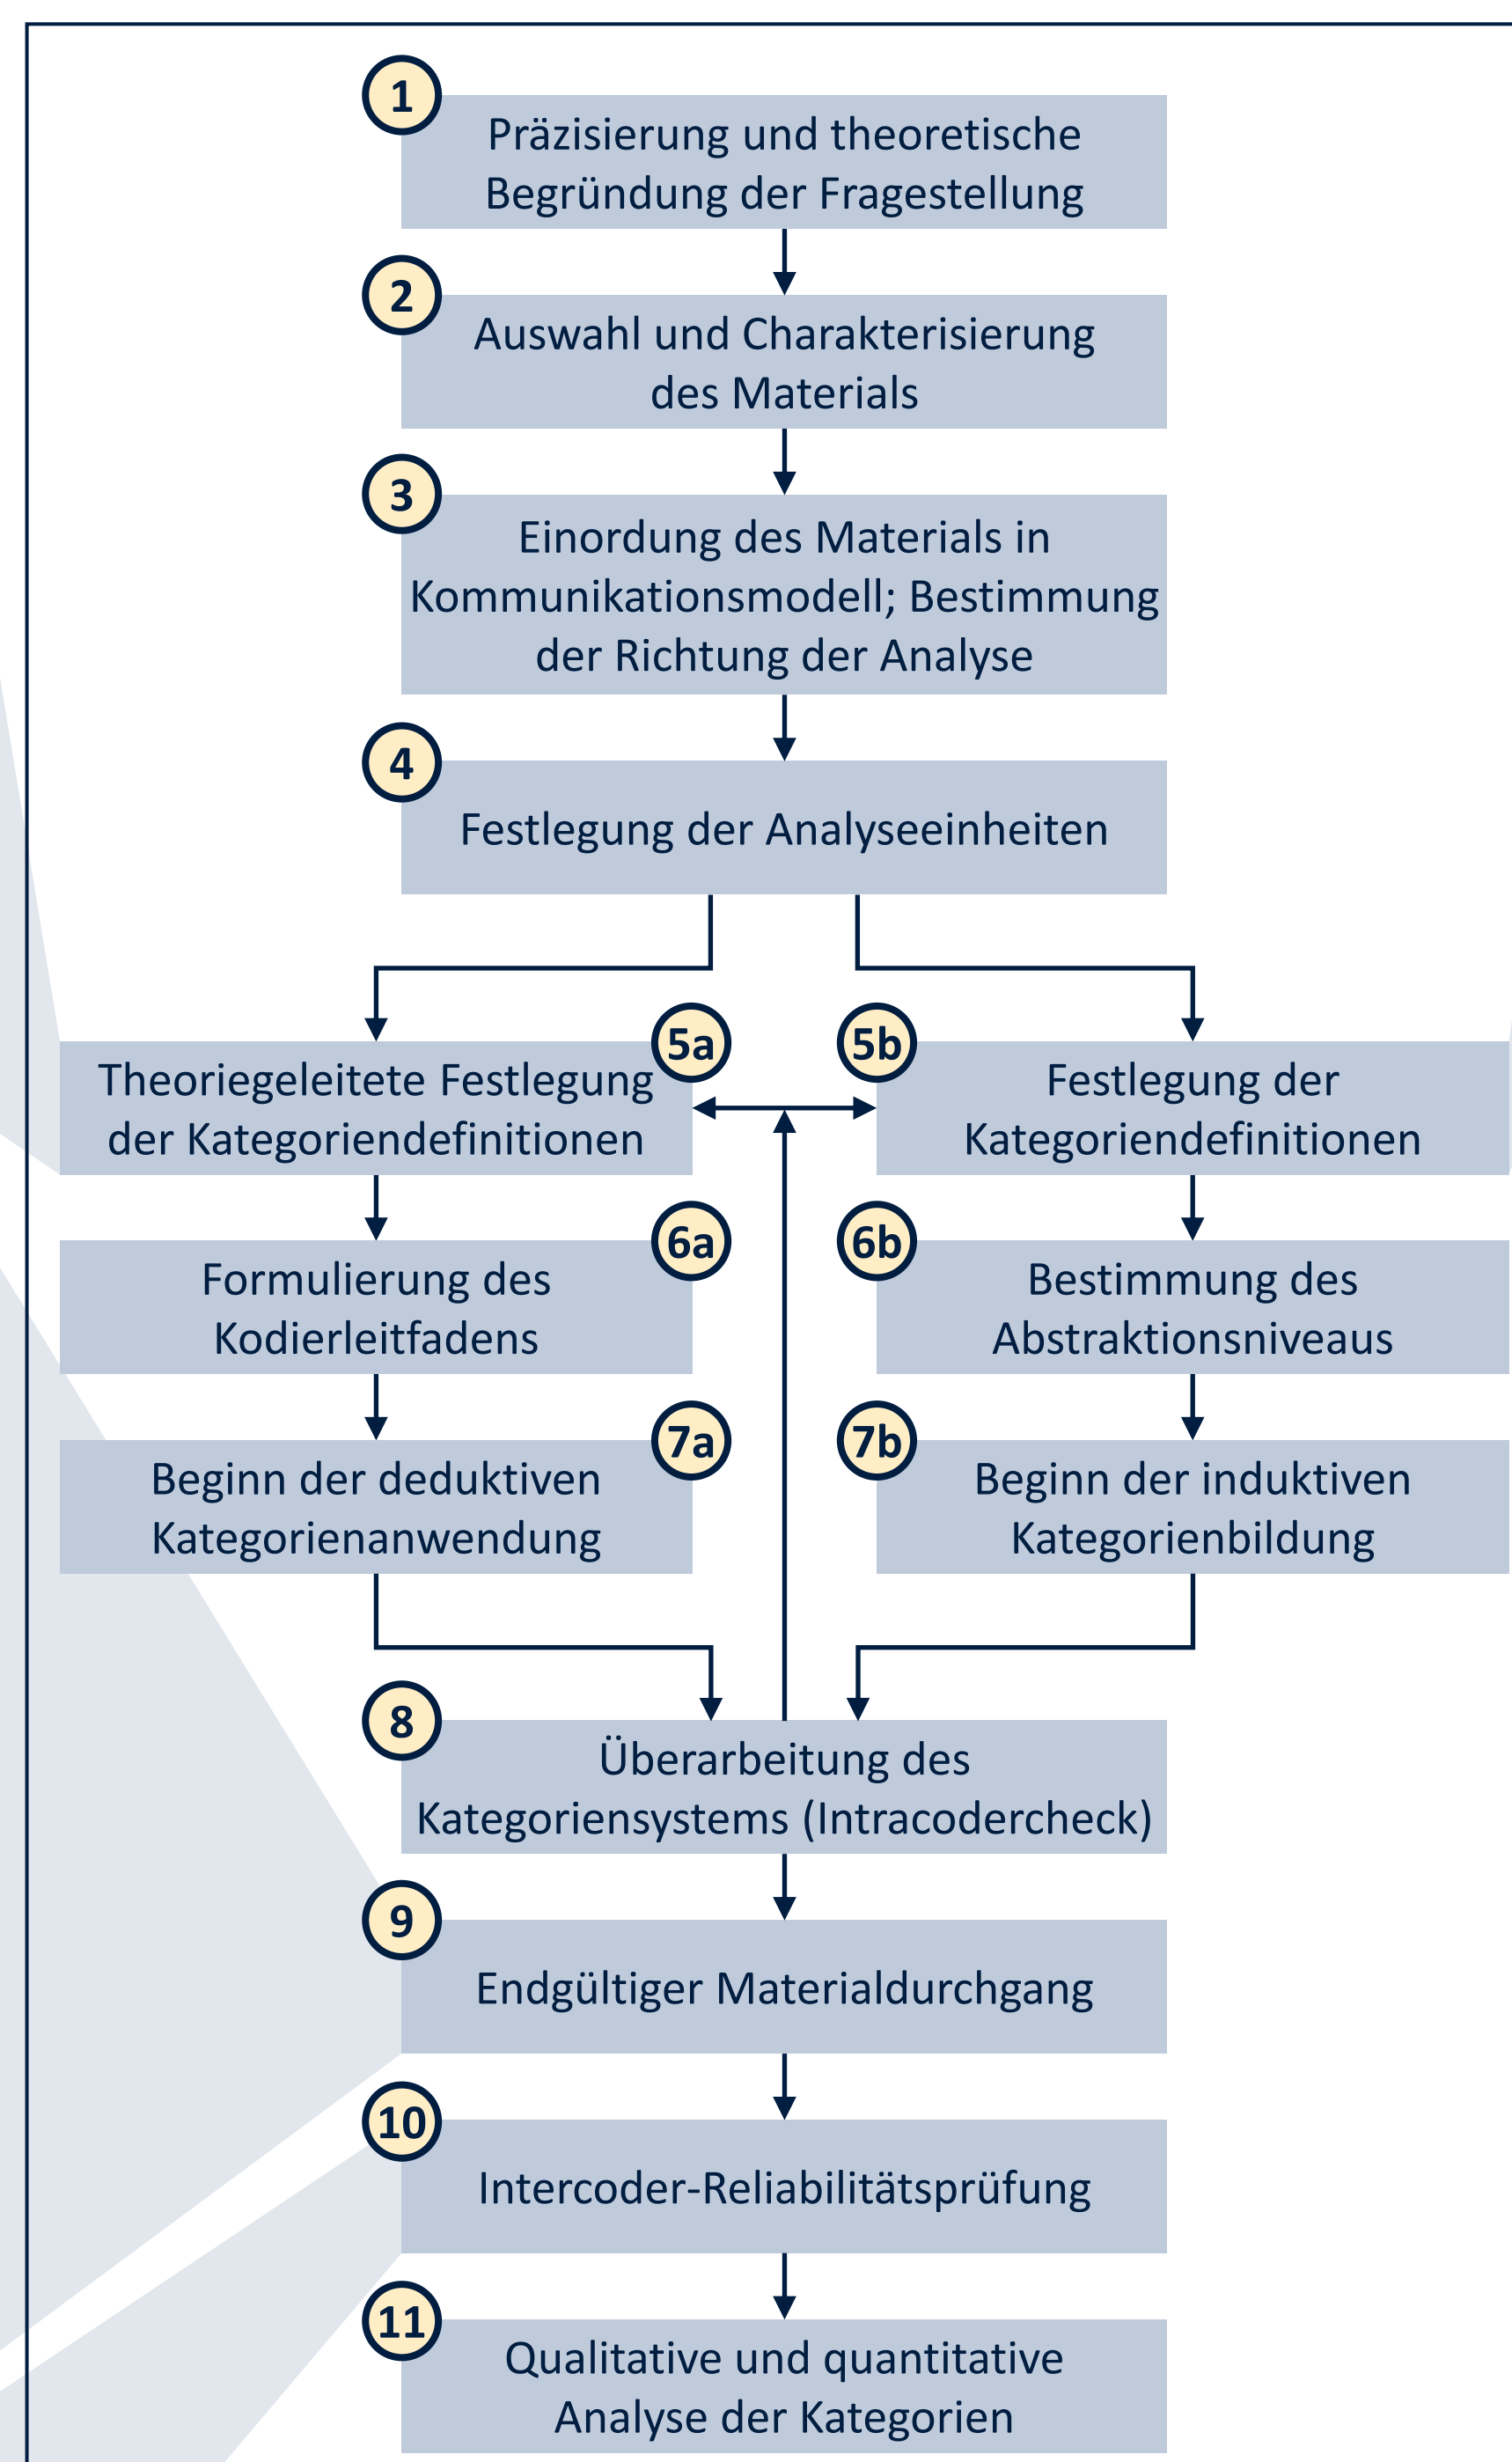 1
Präzisierung und theoretische
Begründung der Fragestellung
2
Auswahl und Charakterisierung
des Materials
3
Einordung des Materials in
Kommunikationsmodell; Bestimmung
der Richtung der Analyse
4
Festlegung der Analyseeinheiten
5a
Theoriegeleitete Festlegung
der Kategoriendefinitionen
5b
Festlegung der
Kategoriendefinitionen
6a
Formulierung des
Kodierleitfadens
6b
Bestimmung des
Abstraktionsniveaus
7a
Beginn der deduktiven
Kategorienanwendung
7b
Beginn der induktiven
Kategorienbildung
8
Überarbeitung des
Kategoriensystems (Intracodercheck)
9
Endgültiger Materialdurchgang
10
Intercoder-Reliabilitätsprüfung
11
Qualitative und quantitative
Analyse der Kategorien